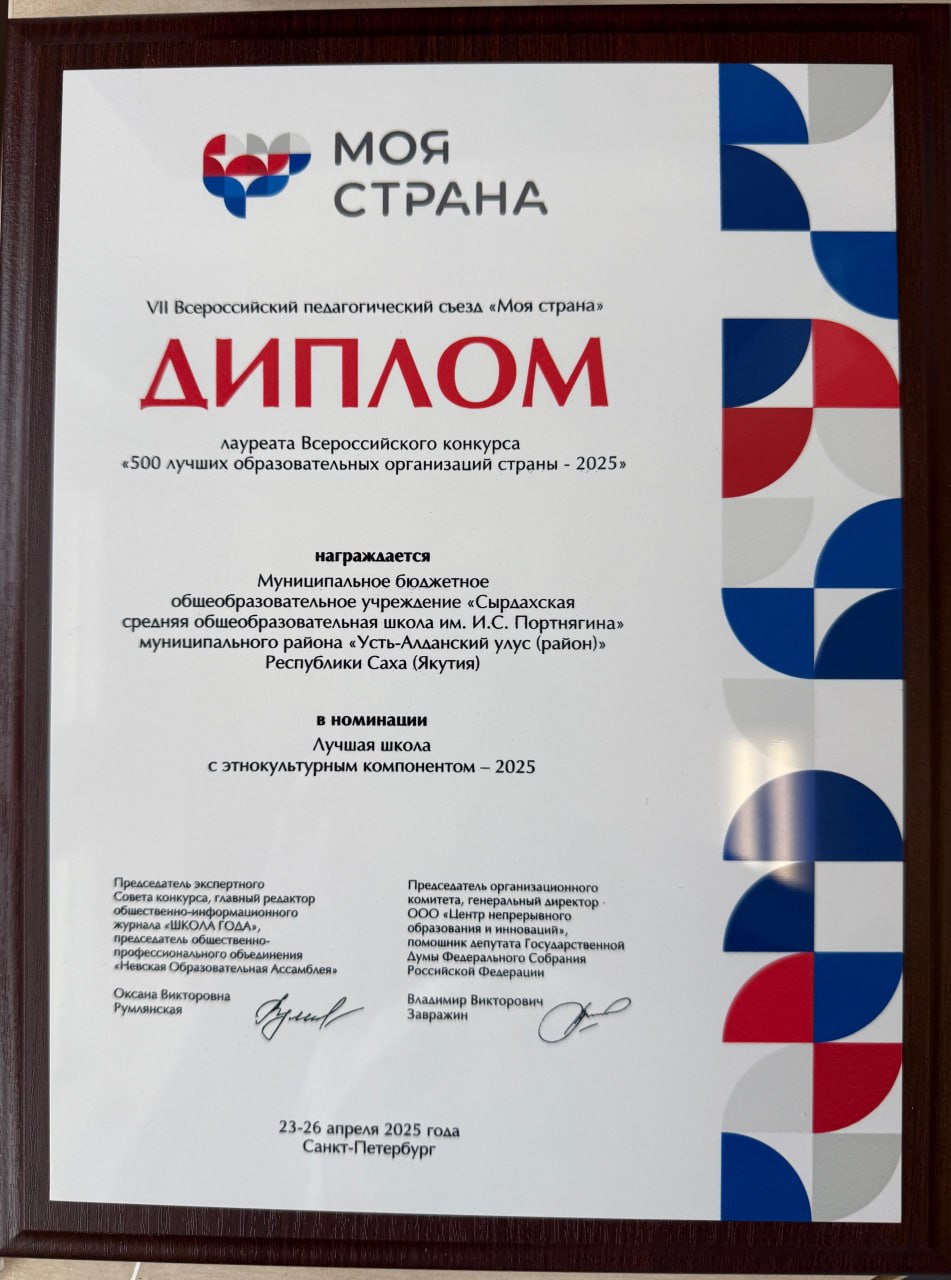 МОЯ
СТРАНА
VII Всероссийский педагогический съезд «Моя страна»
ДИПЛОМ
лауреата Всероссийского конкурса
«500 лучших образовательных организаций страны - 2025»
награждается
Муниципальное бюджетное
общеобразовательное учреждение «Сырдахская
средняя общеобразовательная школа им. И.С. Портнягина»
муниципального района «Усть-Алданский улус (район)»
Республики Саха (Якутия)
в номинации
Лучшая школа
с этнокультурным компонентом – 2025
Председатель экспертного
Совета конкурса, главный редактор
общественно-информационного
журнала «ШКОЛА ГОДА»,
председатель общественно-
профессионального объединения
«Невская Образовательная Ассамблея»
Оксана Викторовна
Румлянская
Председатель организационного
комитета, генеральный директор
ООО «Центр непрерывного
образования и инноваций»,
помощник депутата Государственной
Думы Федерального Собрания
Российской Федерации
Владимир Викторович
Завражин
23-26 апреля 2025 года
Санкт-Петербург